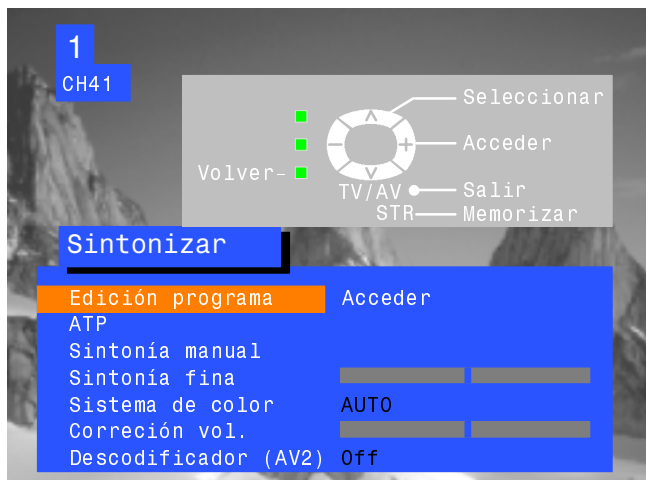 1
CH41
Seleccionar
Acceder
Volver
TV/AV Salir
STR Memorizar
Sintonizar
Edición programa Acceder
ATP
Sintonía manual
Sintonía fina
Sistema de color AUTO
Correción vol.
Descodificador (AV2) Off